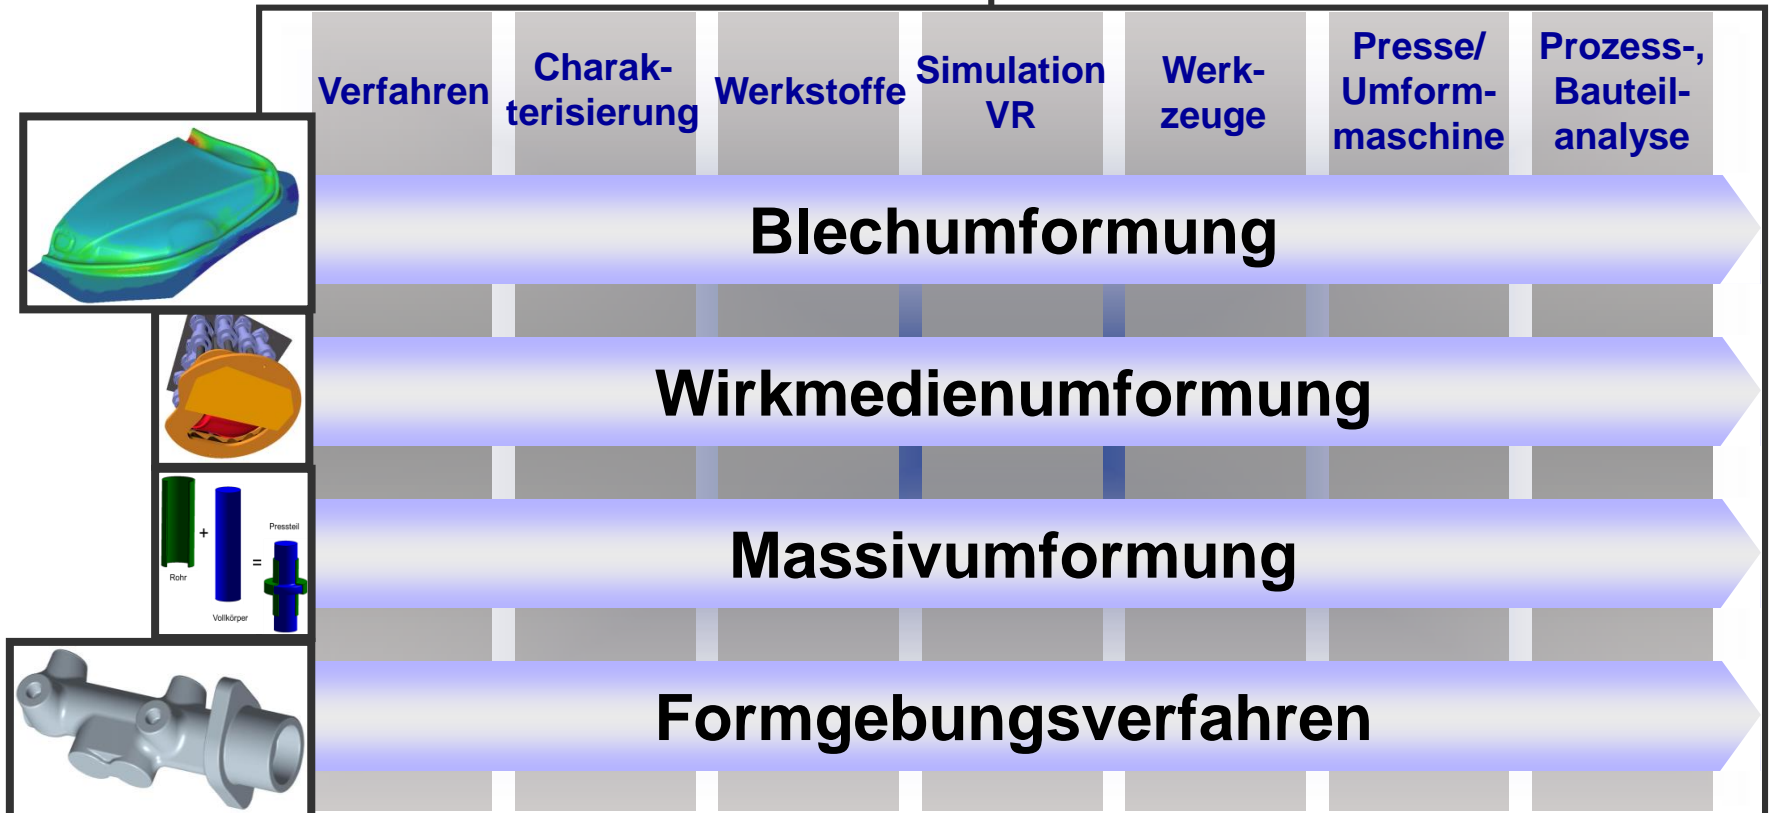 Verfahren
Charak-
terisierung
Werkstoffe
Simulation
VR
Werk-
zeuge
Presse/
Umform-
maschine
Prozess-,
Bauteil-
analyse
Blechumformung
Wirkmedienumformung
+
Pressteil
=
Rohr
Vollkörper
Massivumformung
Formgebungsverfahren